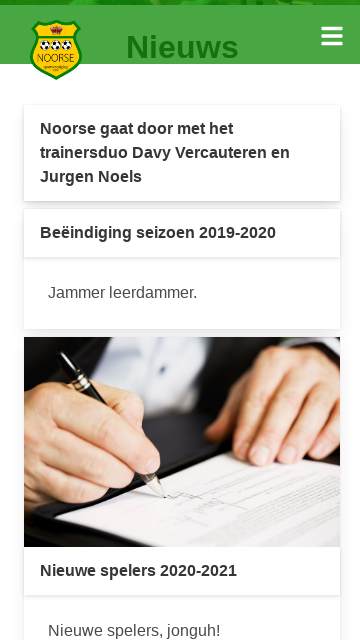 Nieuws
NOORSE
Noorse gaat door met het
trainersduo Davy Vercauteren en
Jurgen Noels
Beëindiging seizoen 2019-2020
Jammer leerdammer.
Nieuwe spelers 2020-2021
Nieuwe spelers, jonguh!